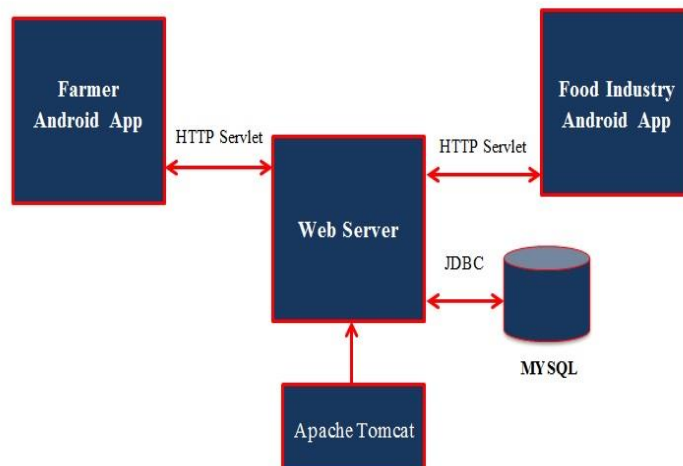 Farmer
Android App
Food Industry
Android App
HTTP Servlet
HTTP Servlet
Web Server
JDBC
MYSQL
Apache Tomcat